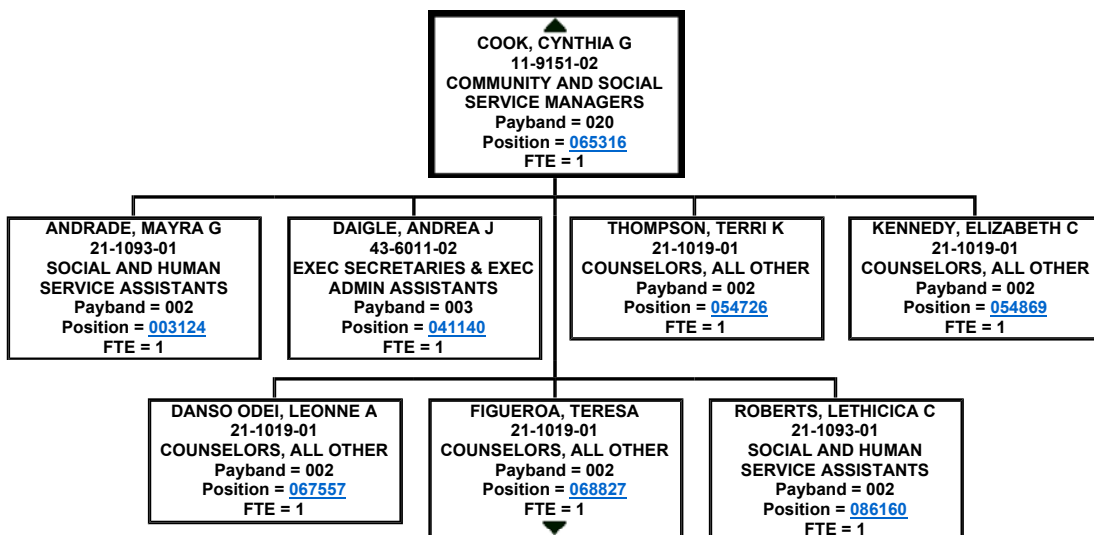 COOK, CYNTHIA G
11-9151-02
COMMUNITY AND SOCIAL
SERVICE MANAGERS
Payband = 020
Position = 065316
FTE = 1
ANDRADE, MAYRA G
21-1093-01
SOCIAL AND HUMAN
SERVICE ASSISTANTS
Payband = 002
Position = 003124
FTE = 1
DAIGLE, ANDREA J
43-6011-02
EXEC SECRETARIES & EXEC
ADMIN ASSISTANTS
Payband = 003
Position = 041140
FTE = 1
THOMPSON, TERRI K
21-1019-01
COUNSELORS, ALL OTHER
Payband = 002
Position = 054726
FTE = 1
KENNEDY, ELIZABETH C
21-1019-01
COUNSELORS, ALL OTHER
Payband = 002
Position = 054869
FTE = 1
DANSO ODEI, LEONNE A
21-1019-01
COUNSELORS, ALL OTHER
Payband = 002
Position = 067557
FTE = 1
FIGUEROA, TERESA
21-1019-01
COUNSELORS, ALL OTHER
Payband = 002
Position = 068827
FTE = 1
ROBERTS, LETHICICA C
21-1093-01
SOCIAL AND HUMAN
SERVICE ASSISTANTS
Payband = 002
Position = 086160
FTE = 1